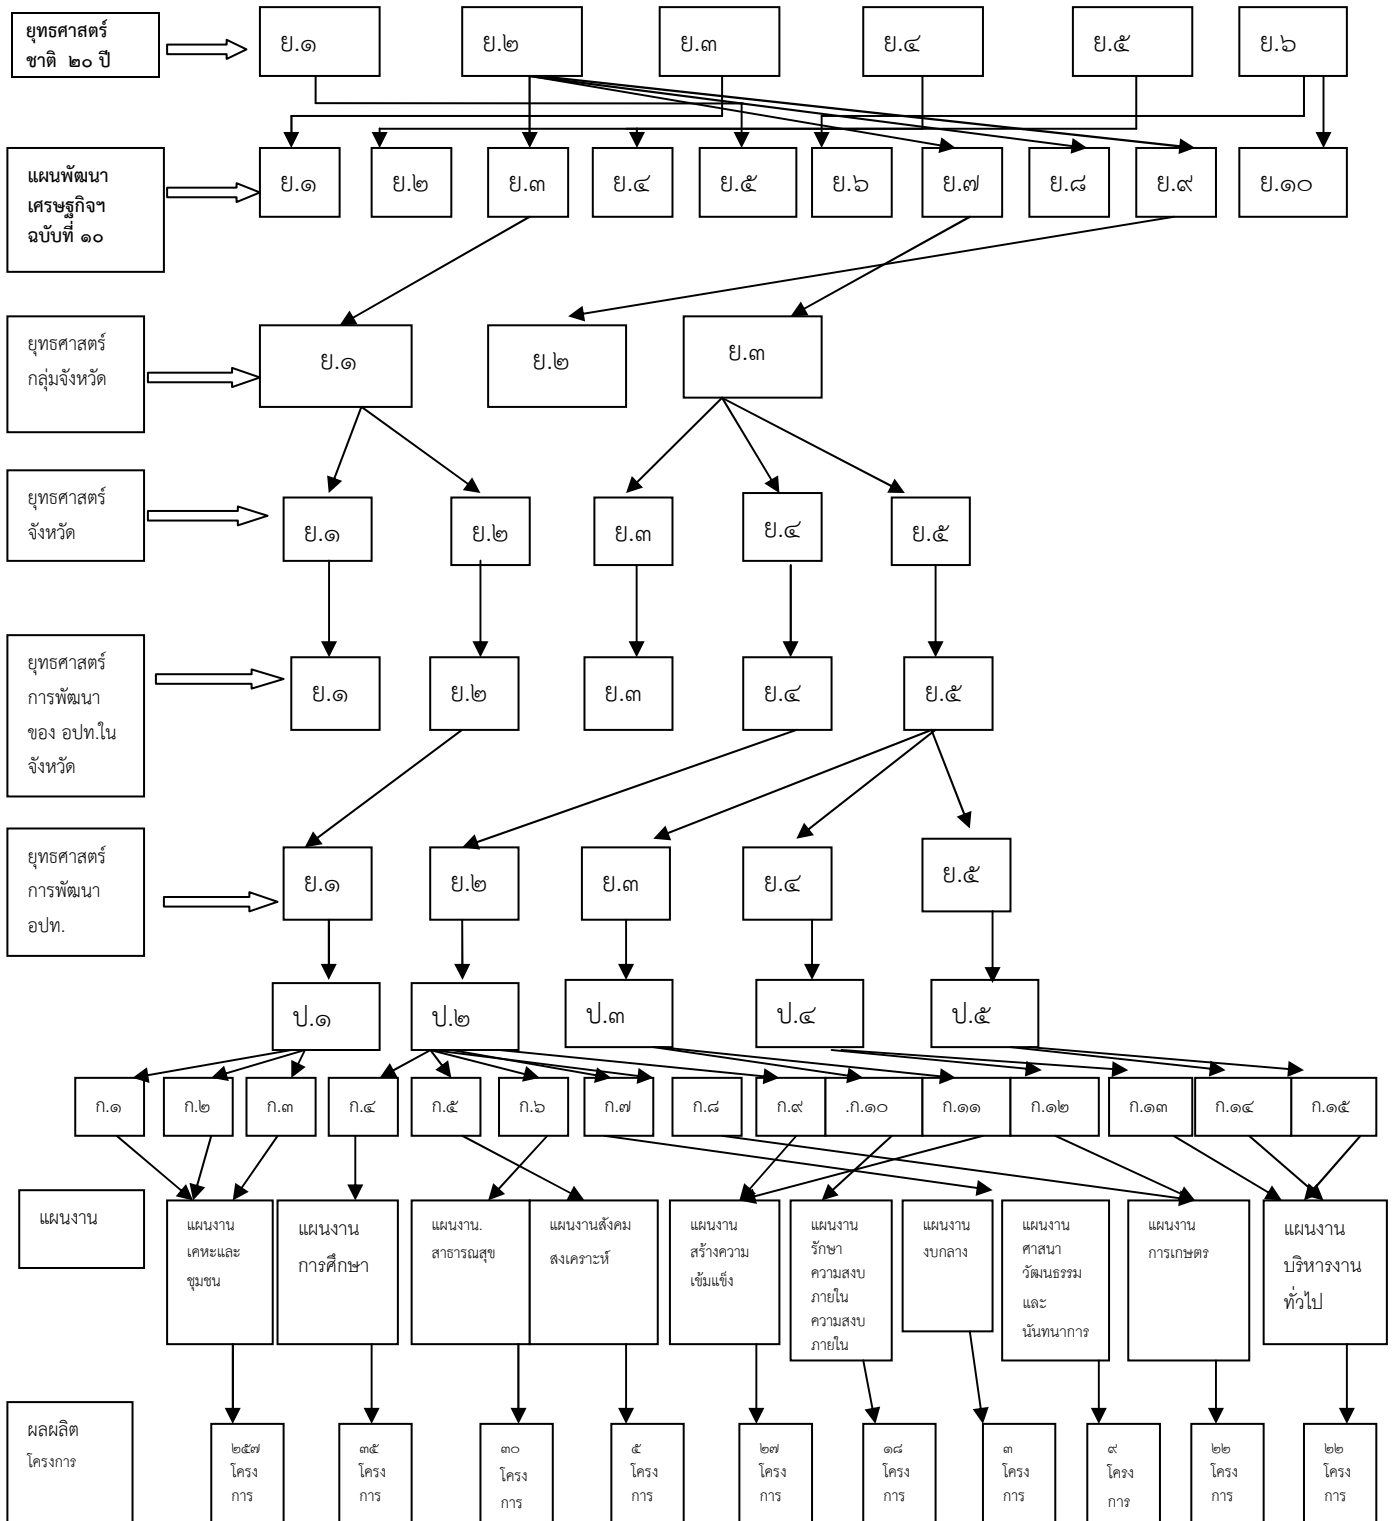 ยุทธศาสตร์
ชาติ ๒๐ ปี
ย.๑
ย.๒
ย.๓
ย.๔
ย.๕
ย.๖
แผนพัฒนา
เศรษฐกิจฯ
ฉบับที่ ๑๐
ย.๑
ย.๒
ย.๓
ย.๔
ย.๕
ย.๖
ย.๗
ย.๘
ย.๙
ย.๑๐
ยุทธศาสตร์
กลุ่มจังหวัด
ย.๑
ย.๒
ย.๓
ยุทธศาสตร์
จังหวัด
ย.๑
ย.๒
ย.๓
ย.๔
ย.๕
ยุทธศาสตร์
การพัฒนา
ของ อปท.ใน
จังหวัด
ย.๑
ย.๒
ย.๓
ย.๔
ย.๕
ยุทธศาสตร์
การพัฒนา
อปท.
ย.๑
ย.๒
ย.๓
ย.๔
ย.๕
ป.๑
ป.๒
ป.๓
ป.๔
ป.๕
ก.๑
ก.๒
ก.๓
ก.๔
ก.๕
ก.๖
ก.๗
ก.๘
ก.๙
.ก.๑๐
ก.๑๑
ก.๑๒
ก.๑๓
ก.๑๔
ก.๑๕
แผนงาน
แผนงาน
เคหะและ
ชุมชน
แผนงาน
การศึกษา
แผนงาน.
สาธารณสุข
แผนงานสังคม
สงเคราะห์
แผนงาน
สร้างความ
เข้มแข็ง
แผนงาน
รักษา
ความสงบ
ภายใน
ความสงบ
ภายใน
แผนงาน
งบกลาง
แผนงาน
ศาสนา
วัฒนธรรม
และ
นันทนาการ
แผนงาน
การเกษตร
แผนงาน
บริหารงาน
ทั่วไป
ผลผลิต
โครงการ
๒๕๗
โครง
การ
๓๕
โครง
การ
๓๐
โครง
การ
๕
โครง
การ
๒๗
โครง
การ
๑๘
โครง
การ
๓
โครง
การ
๙
โครง
การ
๒๒
โครง
การ
๒๒
โครง
การ